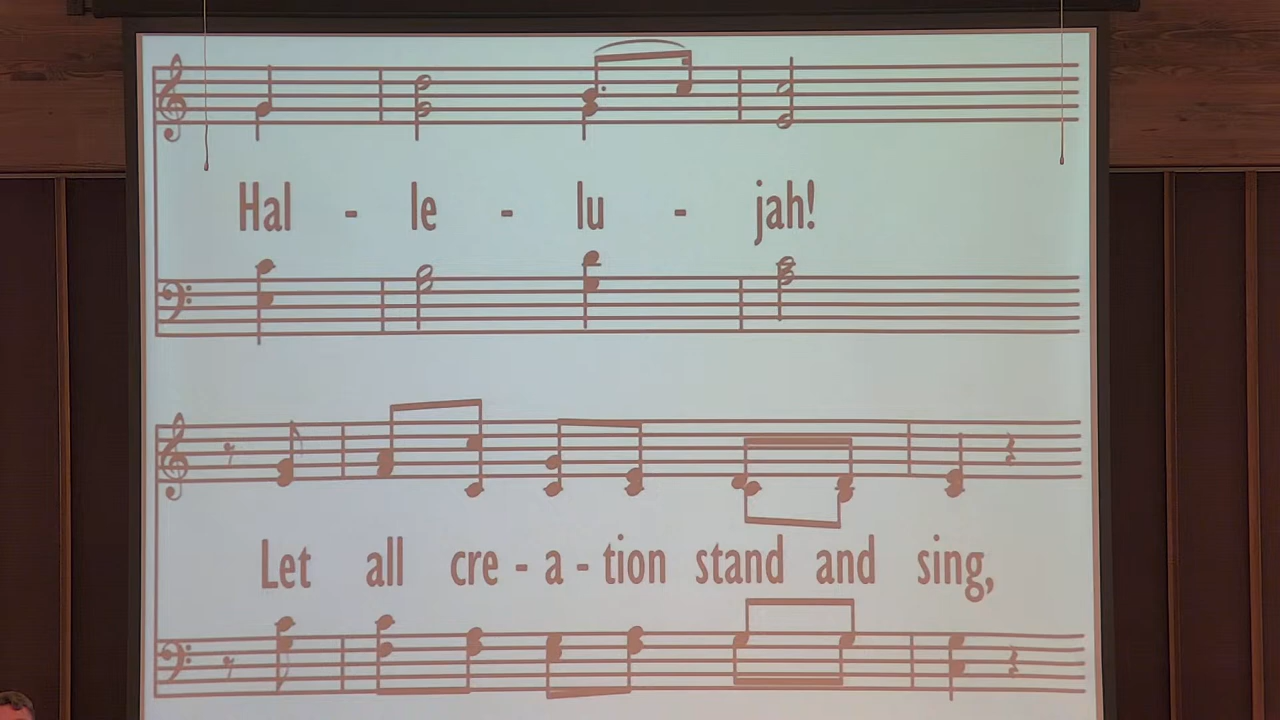 Hal - le - lu - jah!
Let all cre - a - tion stand and sing,